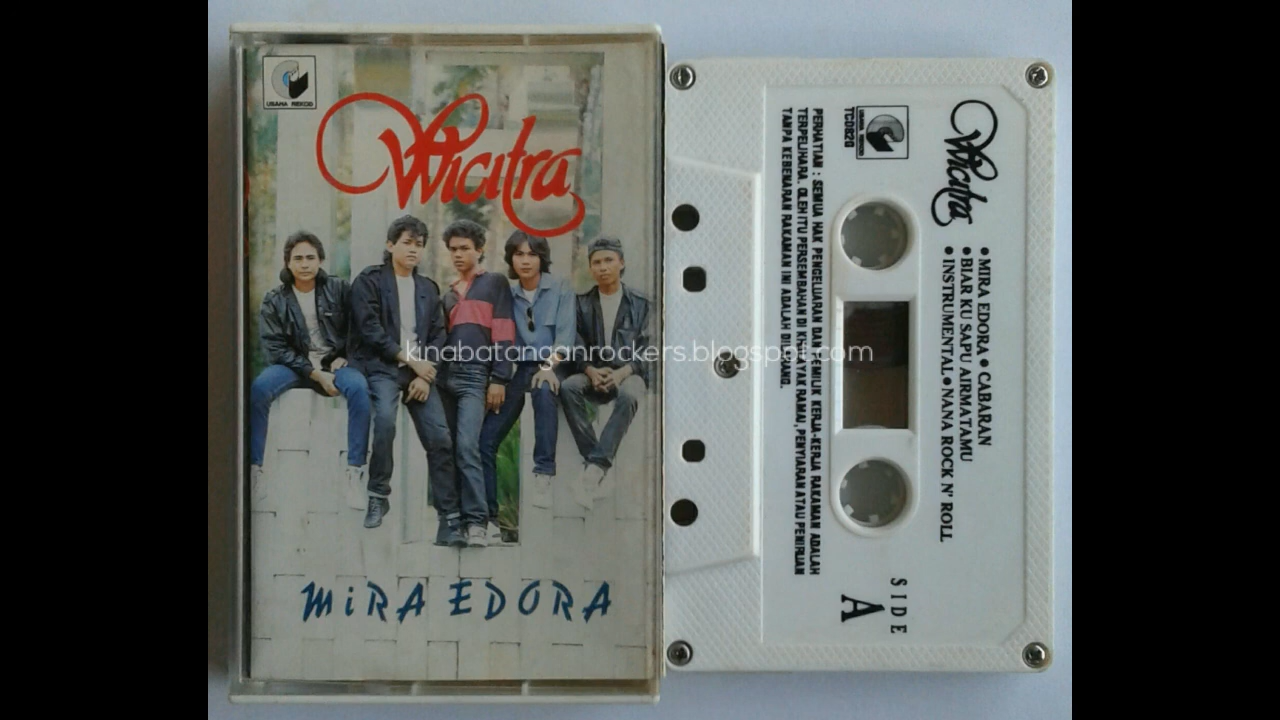 USAHA REKOD
Wicitra
MiRA EDORA
kinabatanganrockers.blogspot.com
Wicitra
• MIRA EDORA • CABARAN
• BIAR KU SAPU AIRMATAMU
• INSTRUMENTAL • NANA ROCK N' ROLL
USAHA REKOD
TC0820
PERHATIAN : SEMUA HAK PENGELUARAN DAN PEMILIK KERJA-KERJA RAKAMAN ADALAH
TERPELIHARA. OLEH ITU PERSEMBAHAN DI KHALAYAK RAMAI, PENYIARAN ATAU PENIRUAN
TANPA KEBENARAN RAKAMAN INI ADALAH DILARANG.
SIDE
A